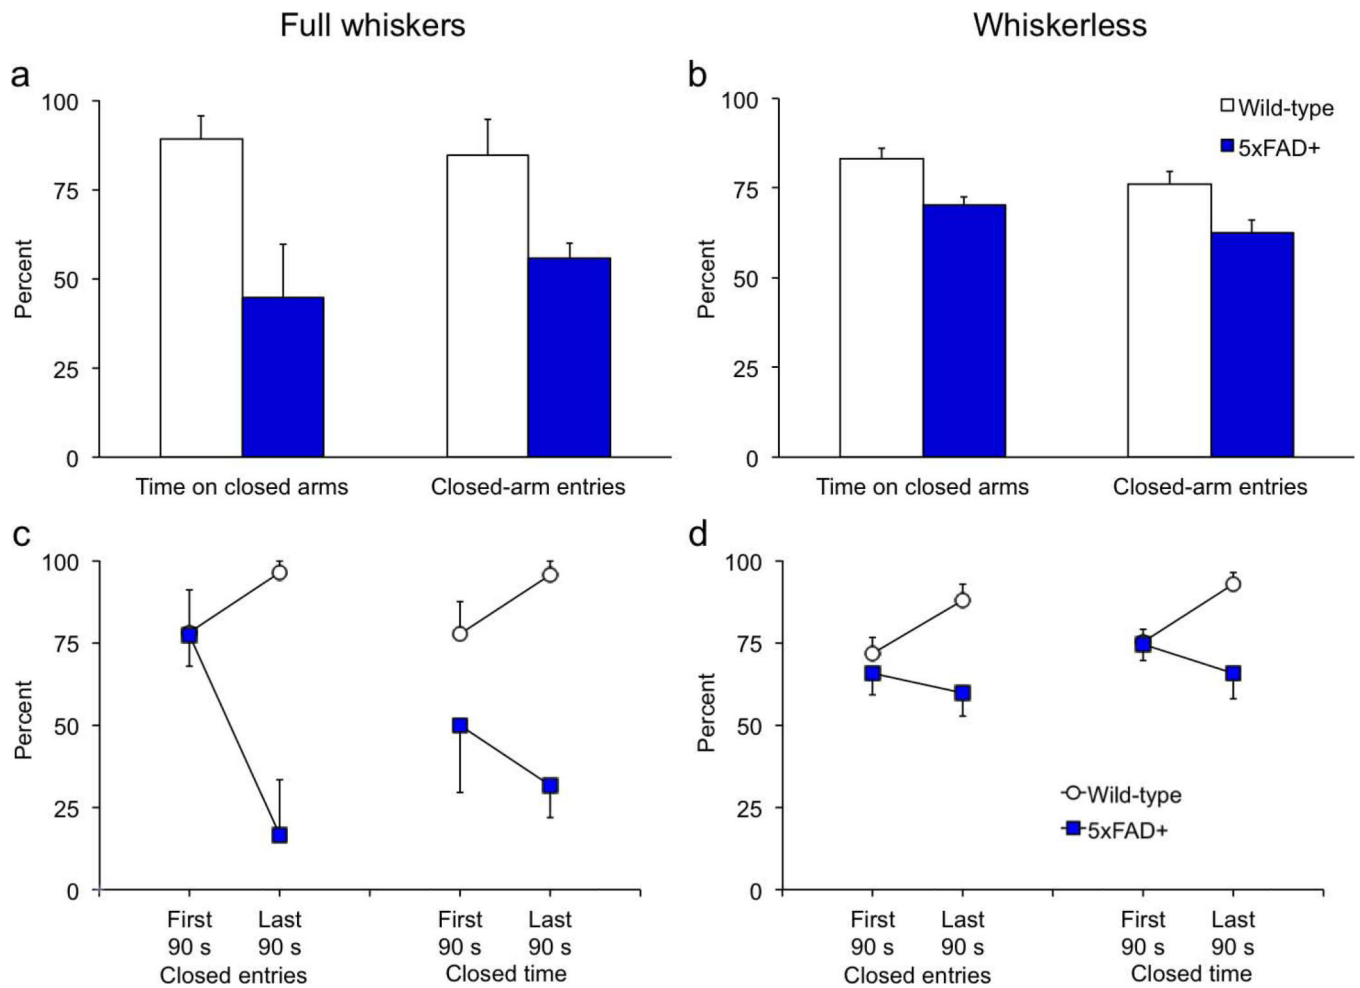 Full whiskers
Whiskerless
a
100
75
50
25
0
Percent
Time on closed arms
Closed-arm entries
b
100
75
50
25
0
Percent
Wild-type
5xFAD+
Time on closed arms
Closed-arm entries
c
100
75
50
25
0
Percent
First
90 s
Last
90 s
Closed entries
First
90 s
Last
90 s
Closed time
d
100
75
50
25
0
Percent
Wild-type
5xFAD+
First
90 s
Last
90 s
Closed entries
First
90 s
Last
90 s
Closed time